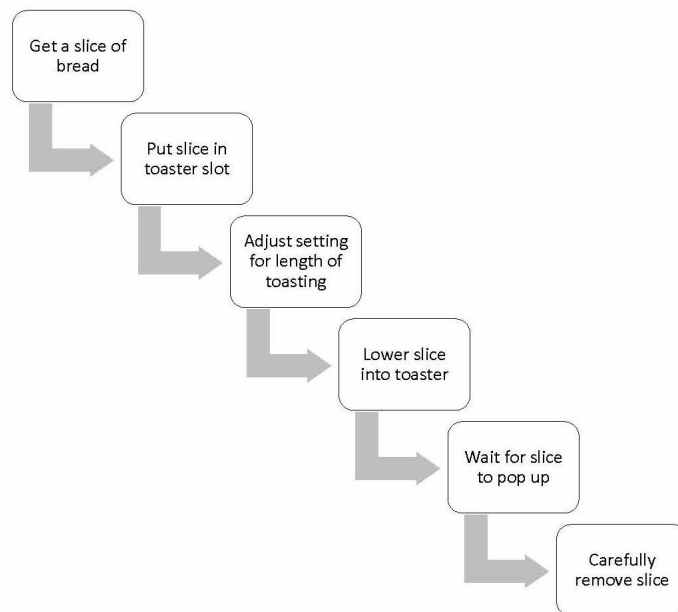 Get a slice of
bread
Put slice in
toaster slot
Adjust setting
for length of
toasting
Lower slice
into toaster
Wait for slice
to pop up
Carefully
remove slice